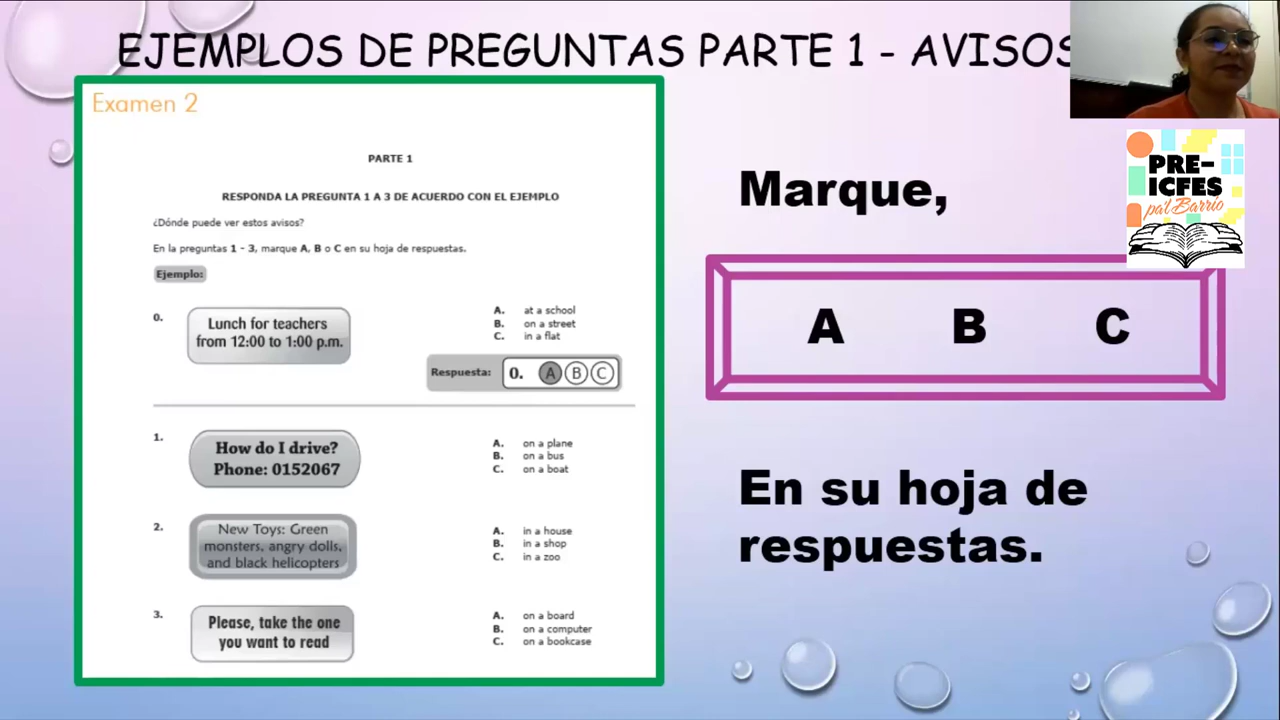 EJEMPLOS DE PREGUNTAS PARTE 1 - AVISOS
Examen 2
PARTE 1
RESPONDA LA PREGUNTA 1 A 3 DE ACUERDO CON EL EJEMPLO
¿Dónde puede ver estos avisos?
En la preguntas 1 - 3, marque A, B o C en su hoja de respuestas.
Ejemplo:
0.
Lunch for teachers
from 12:00 to 1:00 p.m.
A. at a school
B. on a street
C. in a flat
Respuesta: 0. A B C
1.
How do I drive?
Phone: 0152067
A. on a plane
B. on a bus
C. on a boat
2.
New Toys: Green
monsters, angry dolls,
and black helicopters
A. in a house
B. in a shop
C. in a zoo
3.
Please, take the one
you want to read
A. on a board
B. on a computer
C. on a bookcase
Marque,
A B C
En su hoja de
respuestas.
PRE-
ICFES
pa'l Barrio